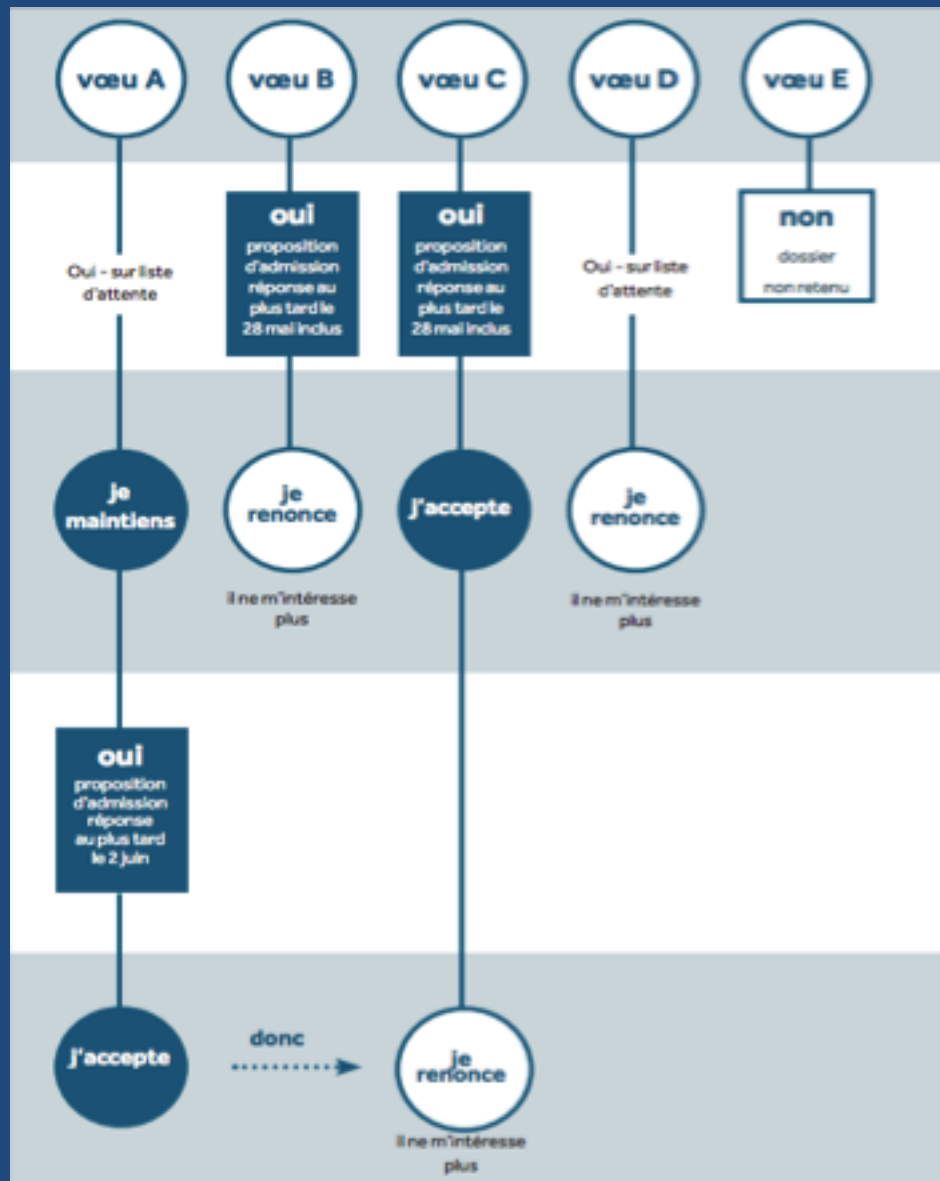 vœu A
vœu B
vœu C
vœu D
vœu E
Oui - sur liste
d'attente
oui
proposition
d'admission
réponse au
plus tard le
28 mai inclus
oui
proposition
d'admission
réponse au
plus tard le
28 mai inclus
Oui - sur liste
d'attente
non
dossier
non retenu
je
maintiens
je
renonce
il ne m'intéresse
plus
j'accepte
je
renonce
il ne m'intéresse
plus
oui
proposition
d'admission
réponse
au plus tard
le 2 juin
j'accepte
donc
je
renonce
il ne m'intéresse
plus